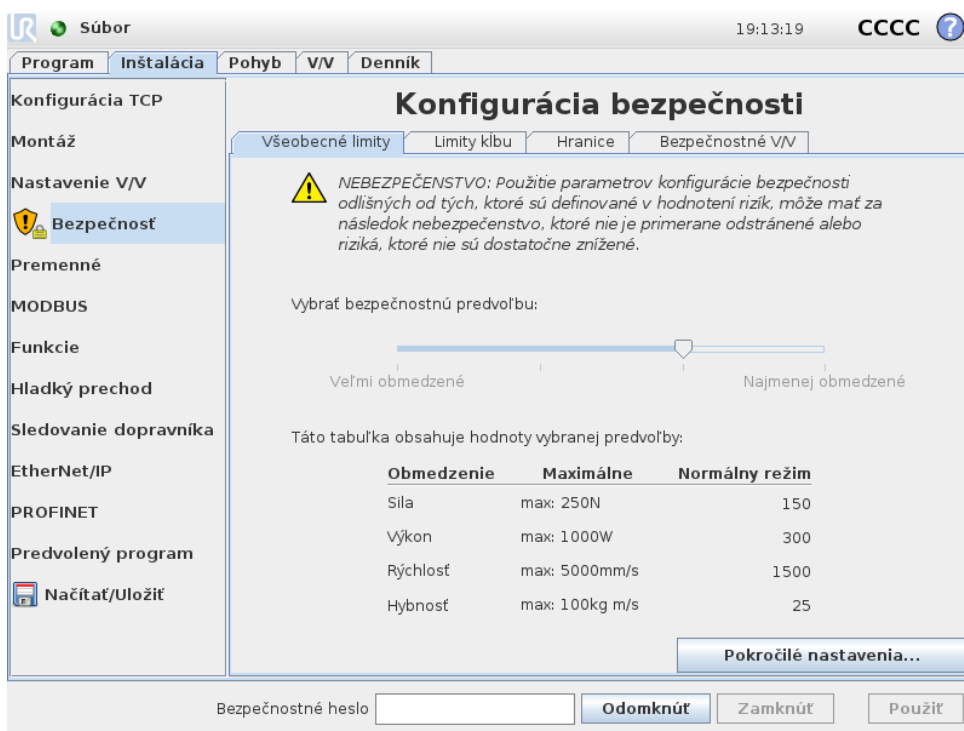 UR Súbor 19:13:19 CCCC ?
Program Inštalácia Pohyb V/V Denník
Konfigurácia TCP
Montáž
Nastavenie V/V
Bezpečnosť
Premenné
MODBUS
Funkcie
Hladký prechod
Sledovanie dopravníka
EtherNet/IP
PROFINET
Predvolený program
Načítať/Uložiť
Konfigurácia bezpečnosti
Všeobecné limity Limity kĺbu Hranice Bezpečnostné V/V
NEBEZPEČENSTVO: Použitie parametrov konfigurácie bezpečnosti
odlišných od tých, ktoré sú definované v hodnotení rizík, môže mať za
následok nebezpečenstvo, ktoré nie je primerane odstránené alebo
riziká, ktoré nie sú dostatočne znížené.
Vybrať bezpečnostnú predvoľbu:
Veľmi obmedzené Najmenej obmedzené
Táto tabuľka obsahuje hodnoty vybranej predvoľby:
Obmedzenie Maximálne Normálny režim
Sila max: 250N 150
Výkon max: 1000W 300
Rýchlosť max: 5000mm/s 1500
Hybnosť max: 100kg m/s 25
Pokročilé nastavenia...
Bezpečnostné heslo Odomknúť Zamknúť Použiť